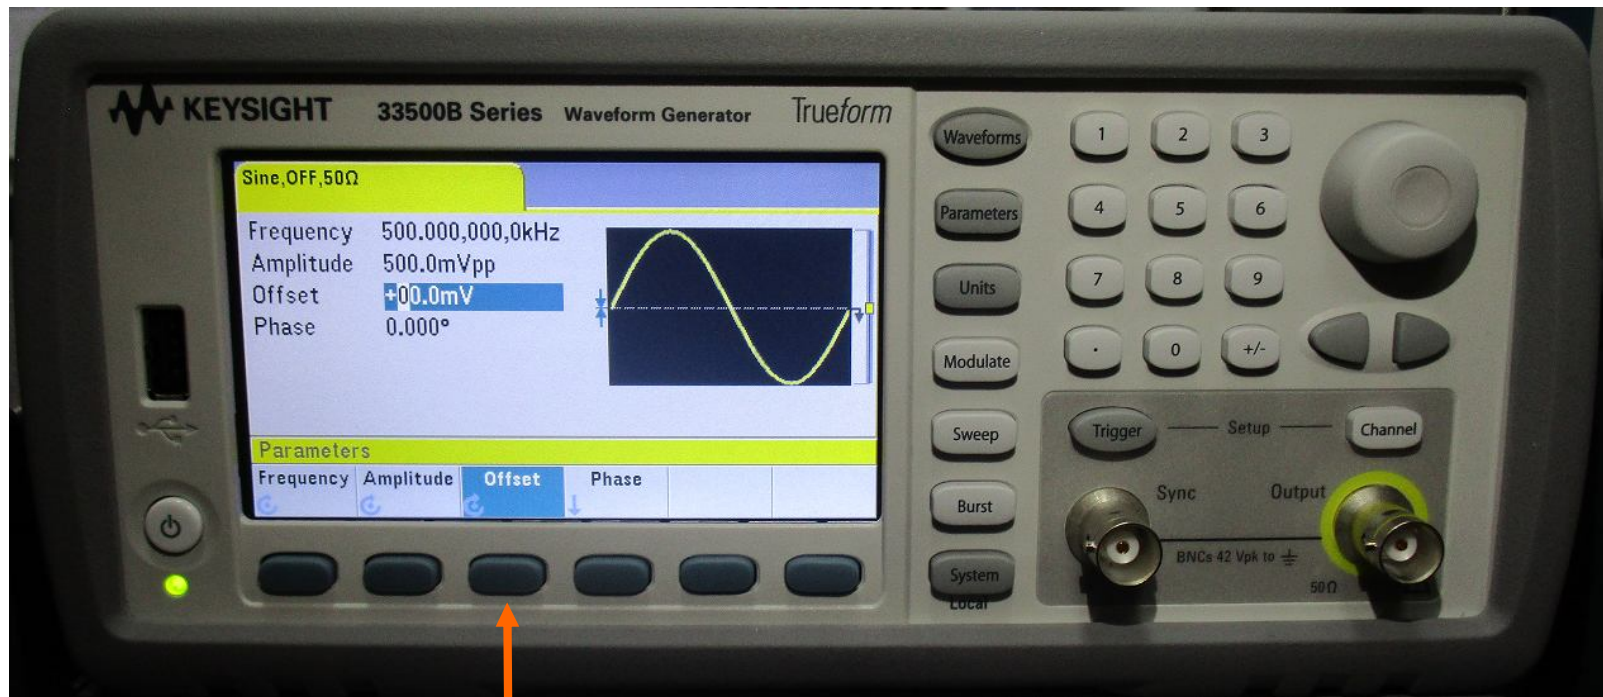 KEYSIGHT 33500B Series Waveform Generator Trueform
Sine,OFF,50Ω
Frequency 500.000,000,0kHz
Amplitude 500.0mVpp
Offset +00.0mV
Phase 0.000°
Parameters
Frequency Amplitude Offset Phase
Waveforms
Parameters
Units
Modulate
Sweep
Burst
System
Local
1 2 3
4 5 6
7 8 9
. 0 +/-
Trigger Setup Channel
Sync Output
BNCs 42 Vpk to ⏚
50Ω